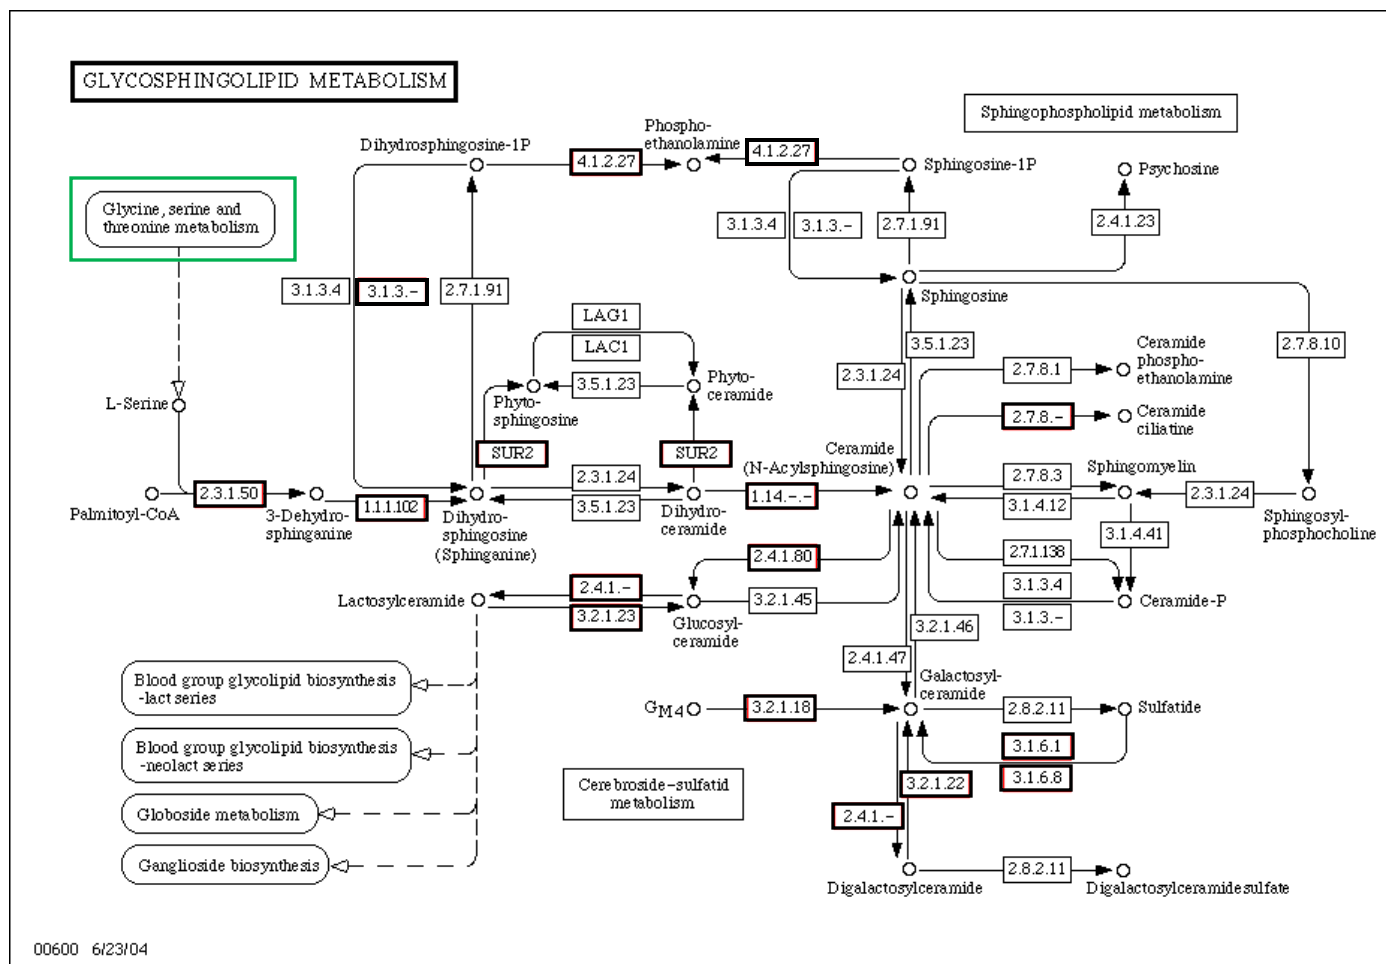 GLYCOSPHINGOLIPID METABOLISM
Sphingophospholipid metabolism
Dihydrosphingosine-1P
4.1.2.27
Phospho-
ethanolamine
4.1.2.27
Sphingosine-1P
Psychosine
Glycine, serine and
threonine metabolism
3.1.3.4
3.1.3.-
2.7.1.91
2.4.1.23
3.1.3.4
3.1.3.-
2.7.1.91
Sphingosine
LAG1
LAC1
3.5.1.23
2.3.1.24
3.5.1.23
2.7.8.1
Ceramide
phospho-
ethanolamine
2.7.8.10
L-Serine
Phyto-
sphingosine
Phyto-
ceramide
2.7.8.-
Ceramide
ciliatine
SUR2
SUR2
Ceramide
(N-Acylsphingosine)
Palmitoyl-CoA
2.3.1.50
3-Dehydro-
sphinganine
1.1.1.102
Dihydro-
sphingosine
(Sphinganine)
2.3.1.24
3.5.1.23
Dihydro-
ceramide
1.14.-.-
2.7.8.3
3.1.4.12
Sphingomyelin
2.3.1.24
Sphingosyl-
phosphocholine
3.1.4.41
2.4.1.80
2.7.1.138
3.1.3.4
3.1.3.-
Ceramide-P
Lactosylceramide
2.4.1.-
3.2.1.23
Glucosyl-
ceramide
3.2.1.45
3.2.1.46
2.4.1.47
Blood group glycolipid biosynthesis
-lact series
GM4
3.2.1.18
Galactosyl-
ceramide
2.8.2.11
Sulfatide
3.1.6.1
3.1.6.8
Blood group glycolipid biosynthesis
-neolact series
Cerebroside-sulfatid
metabolism
3.2.1.22
2.4.1.-
Globoside metabolism
Ganglioside biosynthesis
Digalactosylceramide
2.8.2.11
Digalactosylceramidesulfate
00600 6/23/04